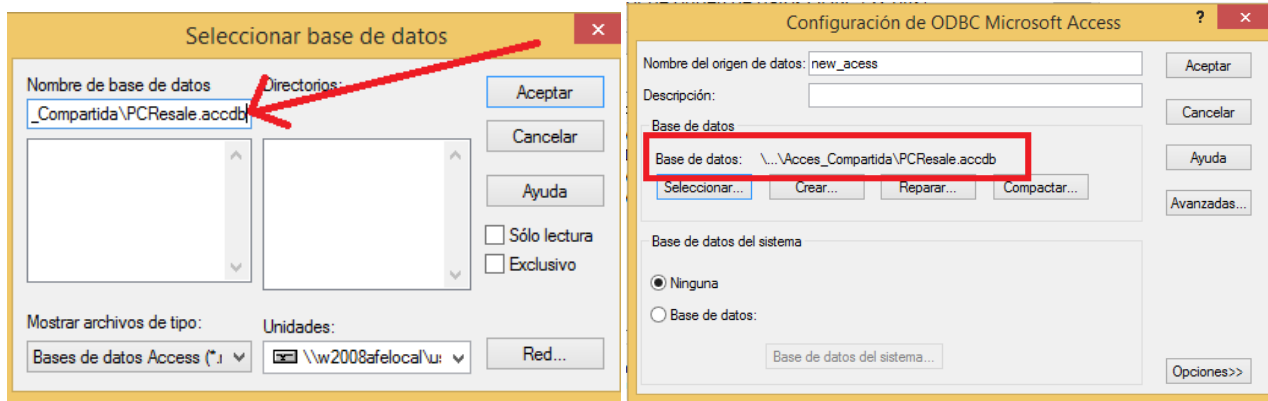 Seleccionar base de datos
Nombre de base de datos
Directorios:
_Compartida\PCResale.accdb
Aceptar
Cancelar
Ayuda
Sólo lectura
Exclusivo
Mostrar archivos de tipo:
Unidades:
Bases de datos Access (*.
\\w2008afelocal\u
Red...
Configuración de ODBC Microsoft Access
?
Nombre del origen de datos: new_acess
Aceptar
Descripción:
Cancelar
Base de datos
Base de datos: \...\Acces_Compartida\PCResale.accdb
Ayuda
Seleccionar... Crear... Reparar... Compactar...
Avanzadas...
Base de datos del sistema
Ninguna
Base de datos:
Base de datos del sistema...
Opciones>>